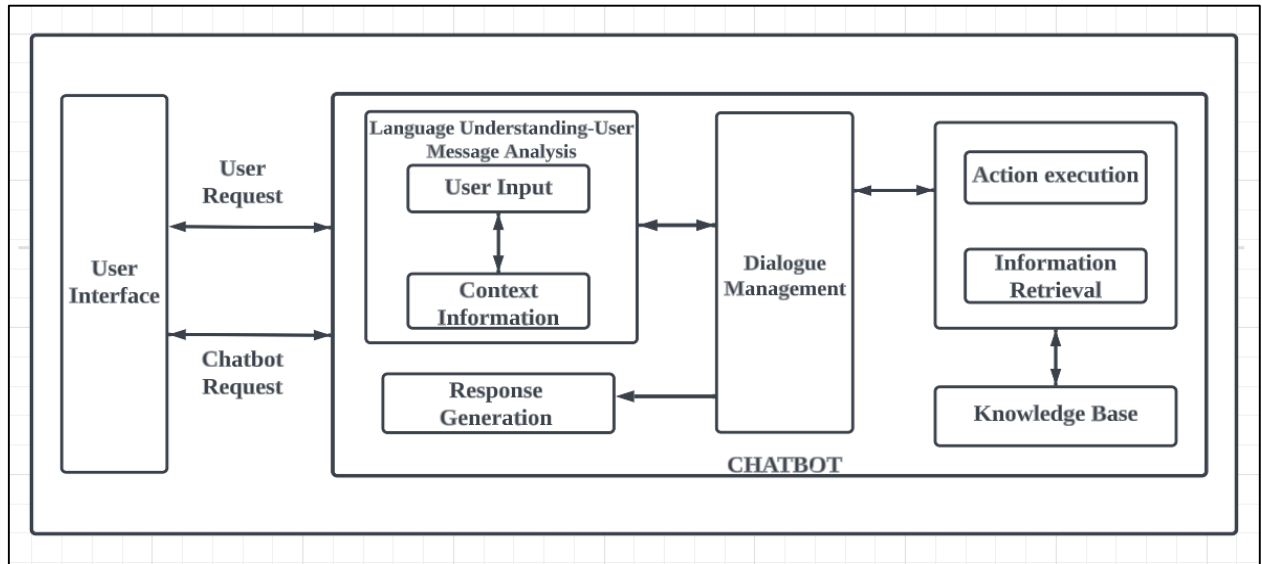 User
Interface
User
Request
Chatbot
Request
Language Understanding-User
Message Analysis
User Input
Context
Information
Response
Generation
Dialogue
Management
Action execution
Information
Retrieval
Knowledge Base
CHATBOT